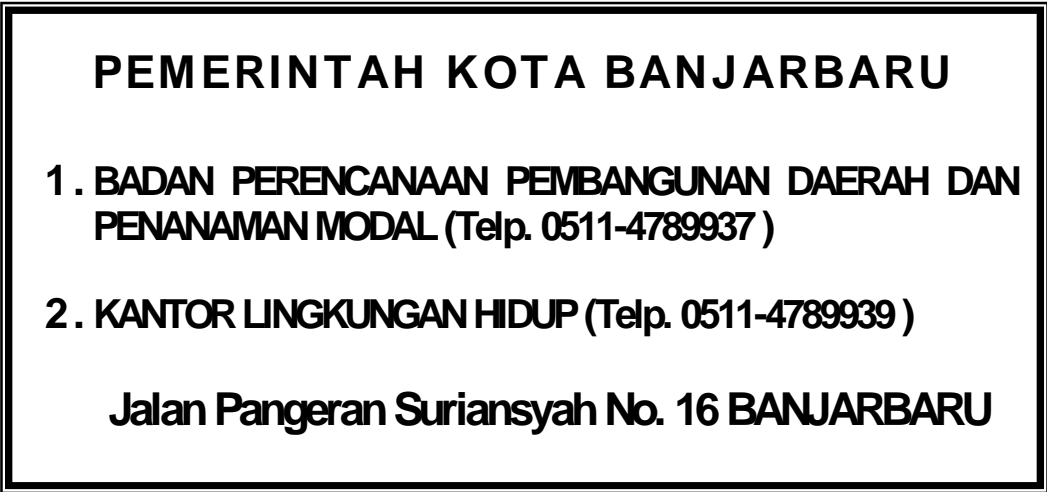 PEMERINTAH KOTA BANJARBARU
1. BADAN PERENCANAAN PEMBANGUNAN DAERAH DAN
PENANAMAN MODAL (Telp. 0511-4789937 )
2. KANTOR LINGKUNGAN HIDUP (Telp. 0511-4789939 )
Jalan Pangeran Suriansyah No. 16 BANJARBARU